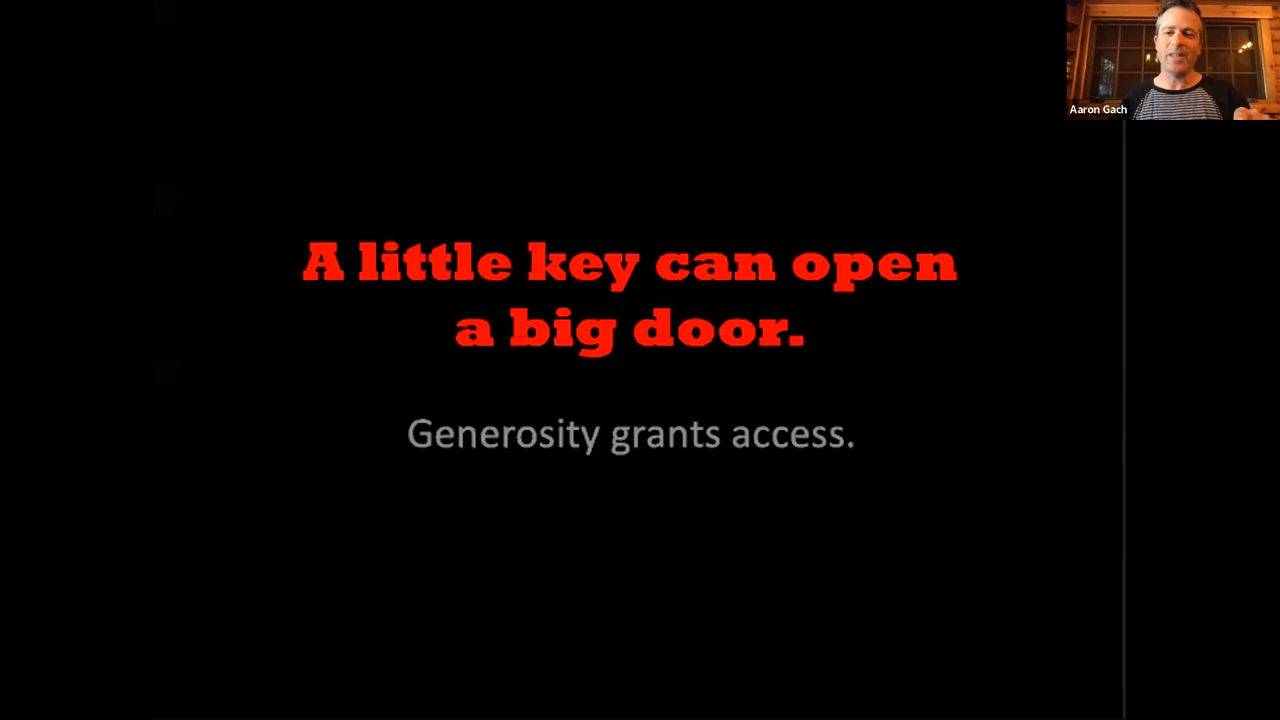 Aaron Gach
A little key can open
a big door.
Generosity grants access.